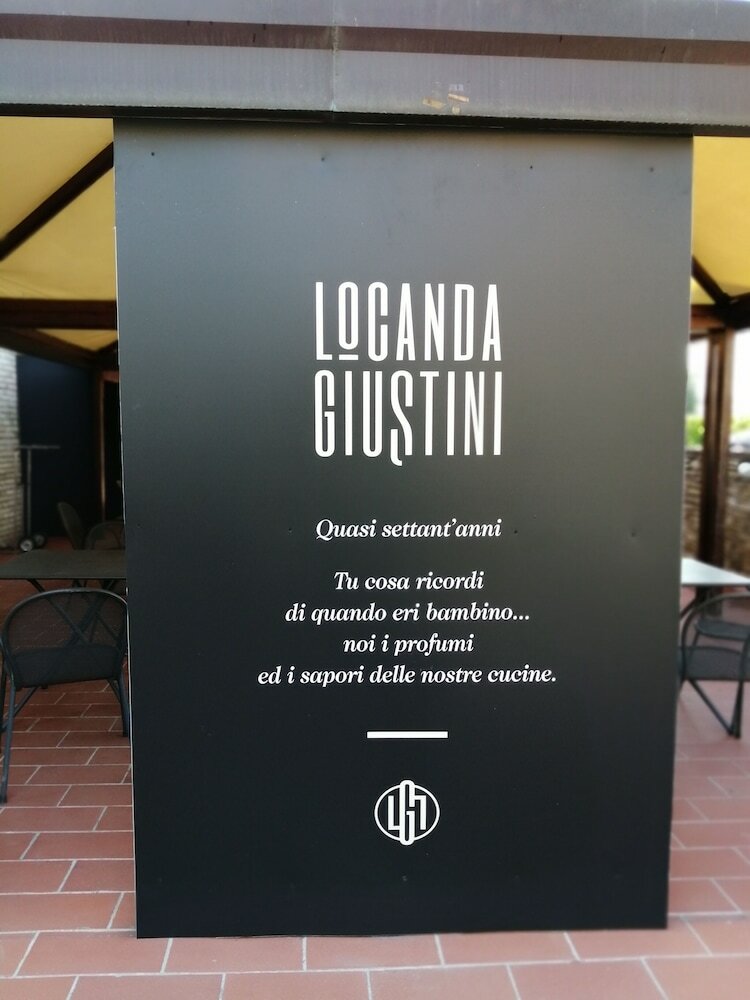 LOCANDA
GIUSTINI
Quasi settant'anni
Tu cosa ricordi
di quando eri bambino...
noi i profumi
ed i sapori delle nostre cucine.